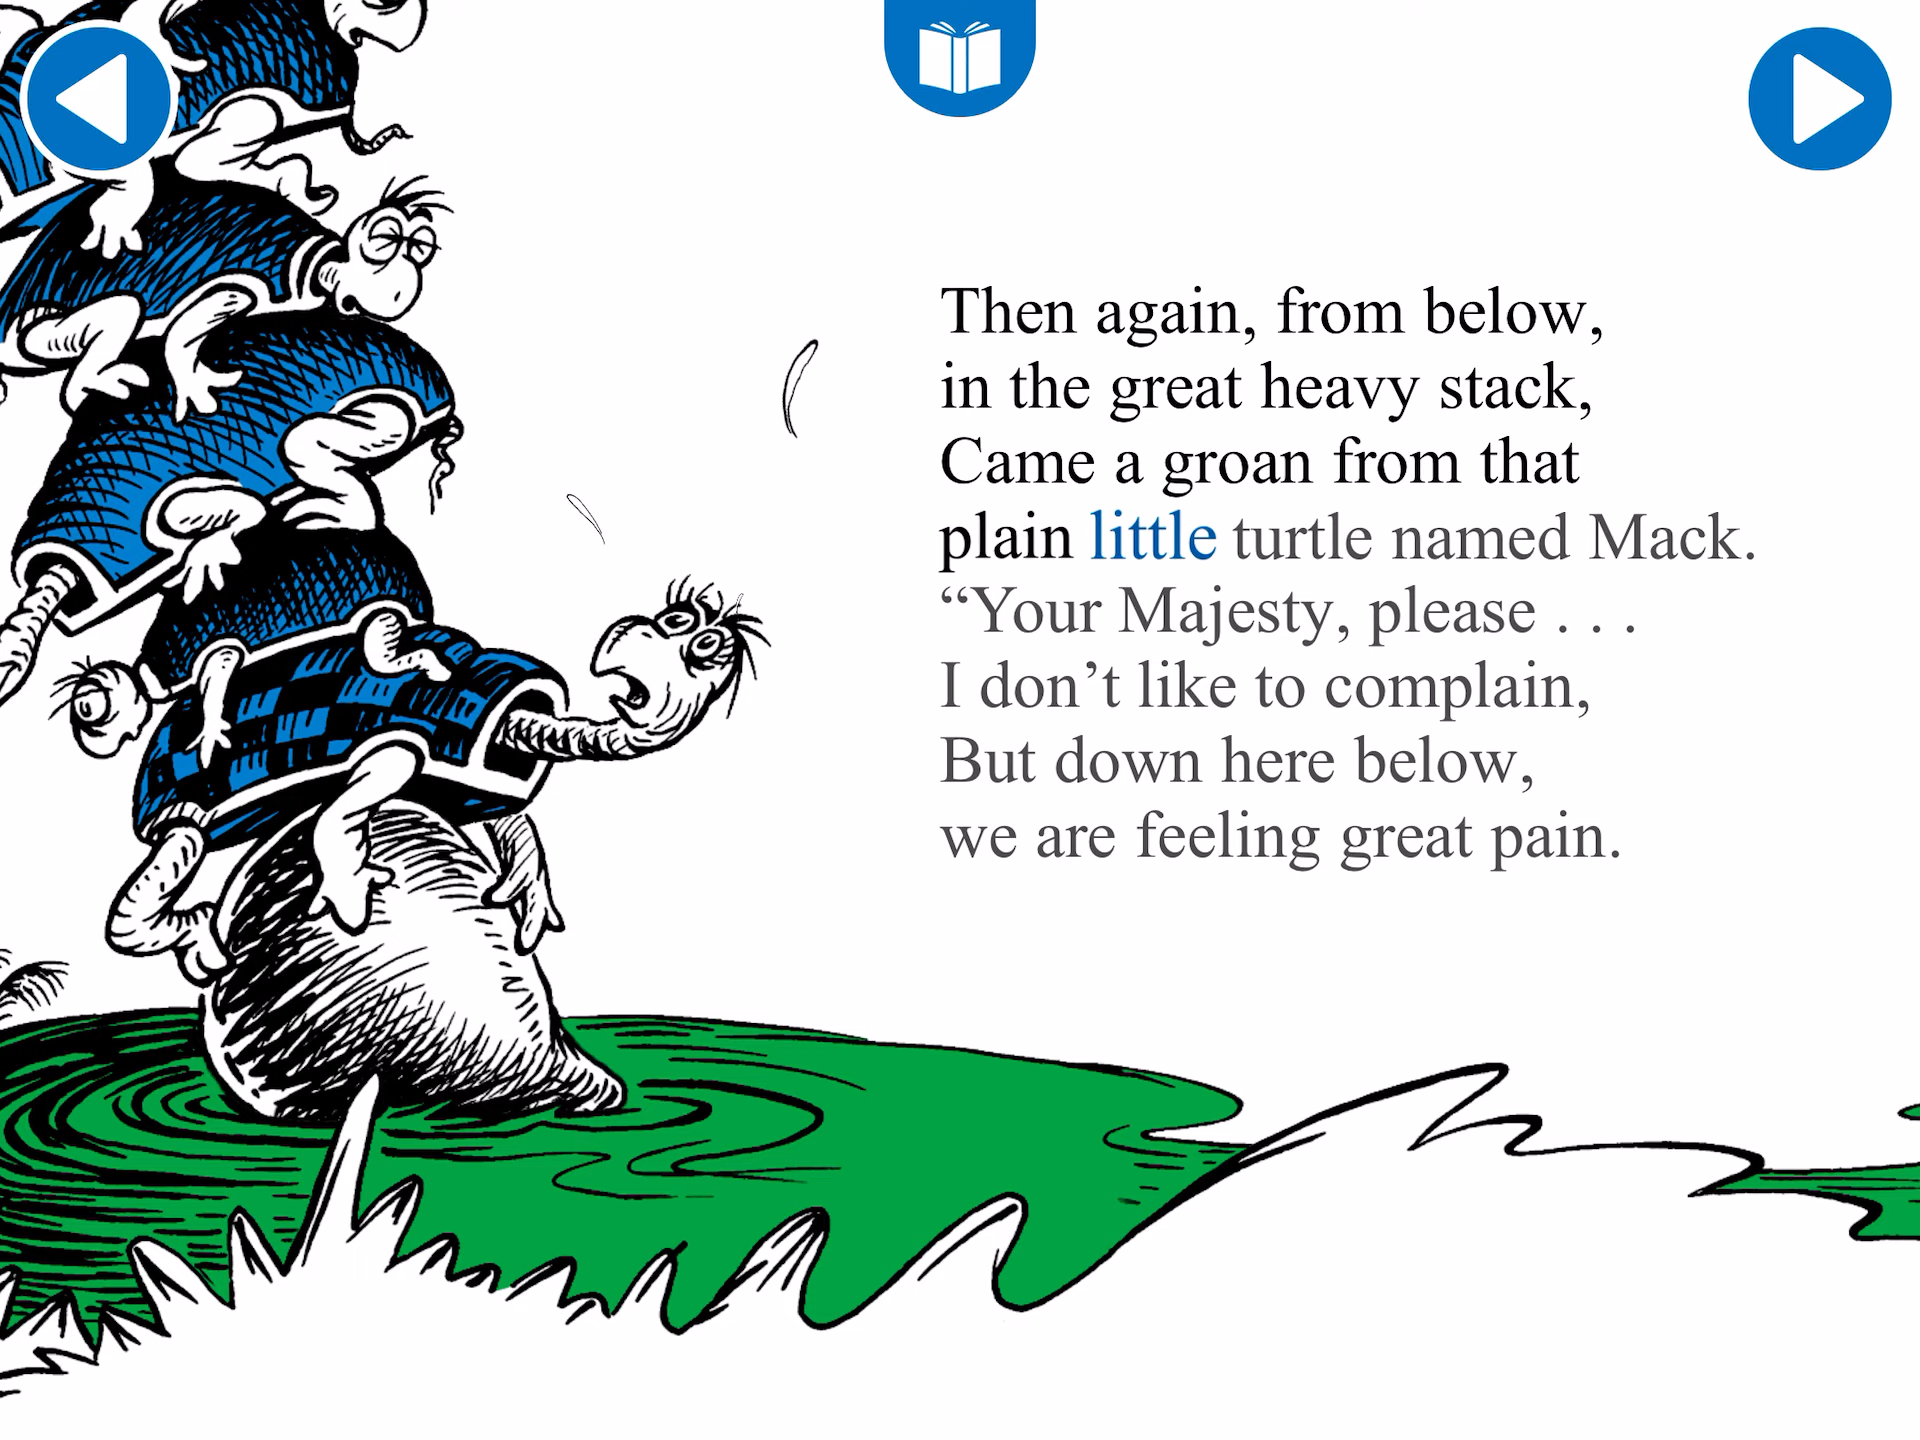 Then again, from below,
in the great heavy stack,
Came a groan from that
plain little turtle named Mack.
“Your Majesty, please . . .
I don’t like to complain,
But down here below,
we are feeling great pain.